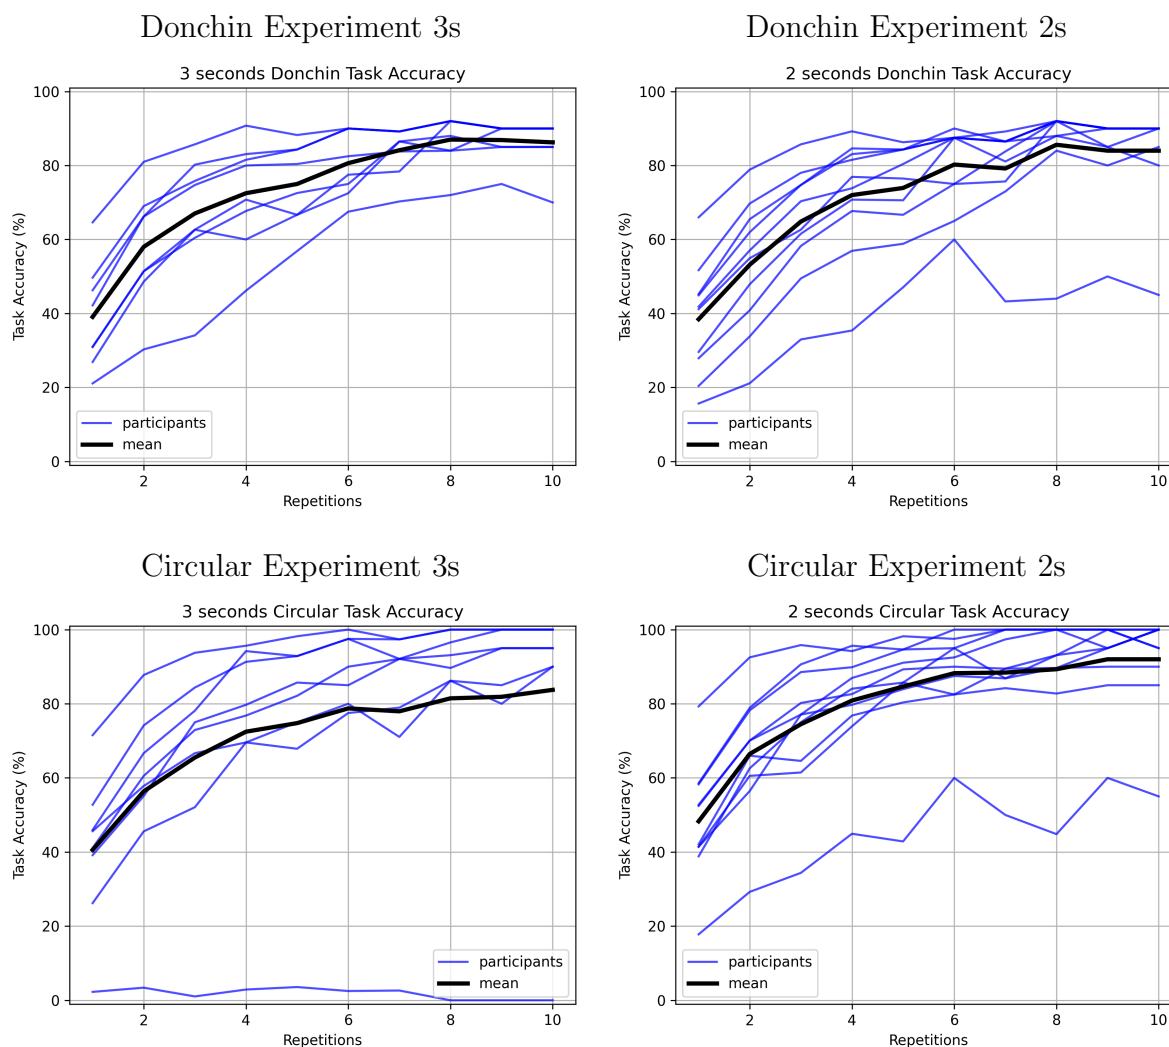 Donchin Experiment 3s
3 seconds Donchin Task Accuracy
Task Accuracy (%)
100
80
60
40
20
0
participants
mean
2
4
6
8
10
Repetitions
Donchin Experiment 2s
2 seconds Donchin Task Accuracy
Task Accuracy (%)
100
80
60
40
20
0
participants
mean
2
4
6
8
10
Repetitions
Circular Experiment 3s
3 seconds Circular Task Accuracy
Task Accuracy (%)
100
80
60
40
20
0
participants
mean
2
4
6
8
10
Repetitions
Circular Experiment 2s
2 seconds Circular Task Accuracy
Task Accuracy (%)
100
80
60
40
20
0
participants
mean
2
4
6
8
10
Repetitions